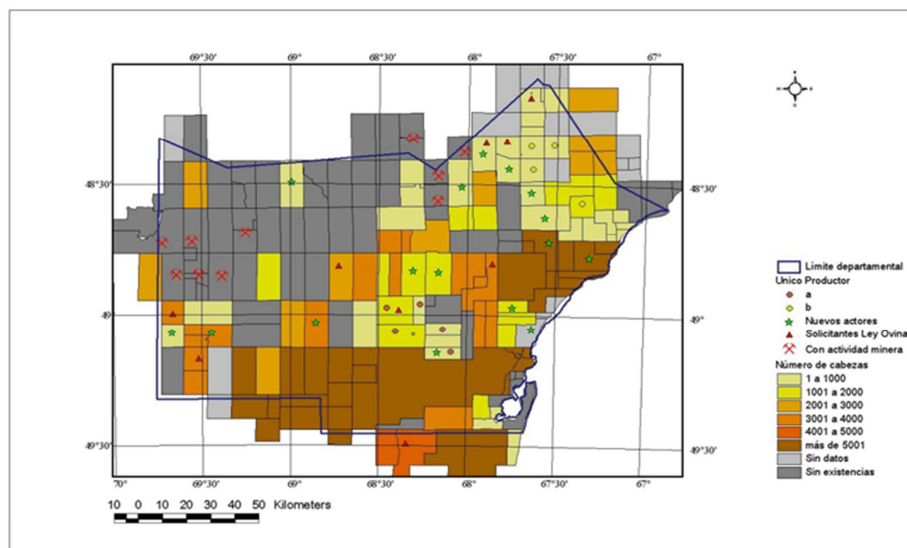 69°30'
69°
68°30'
68°
67°30'
67°
48°30'
48°30'
49°
49°
49°30'
49°30'
70°
69°30'
69°
68°30'
68°
67°30'
67°
10 0 10 20 30 40 50 Kilometers
Límite departamental
Unico Productor
a
b
Nuevos actores
Solicitantes Ley Ovina
Con actividad minera
Número de cabezas
1 a 1000
1001 a 2000
2001 a 3000
3001 a 4000
4001 a 5000
más de 5001
Sin datos
Sin existencias